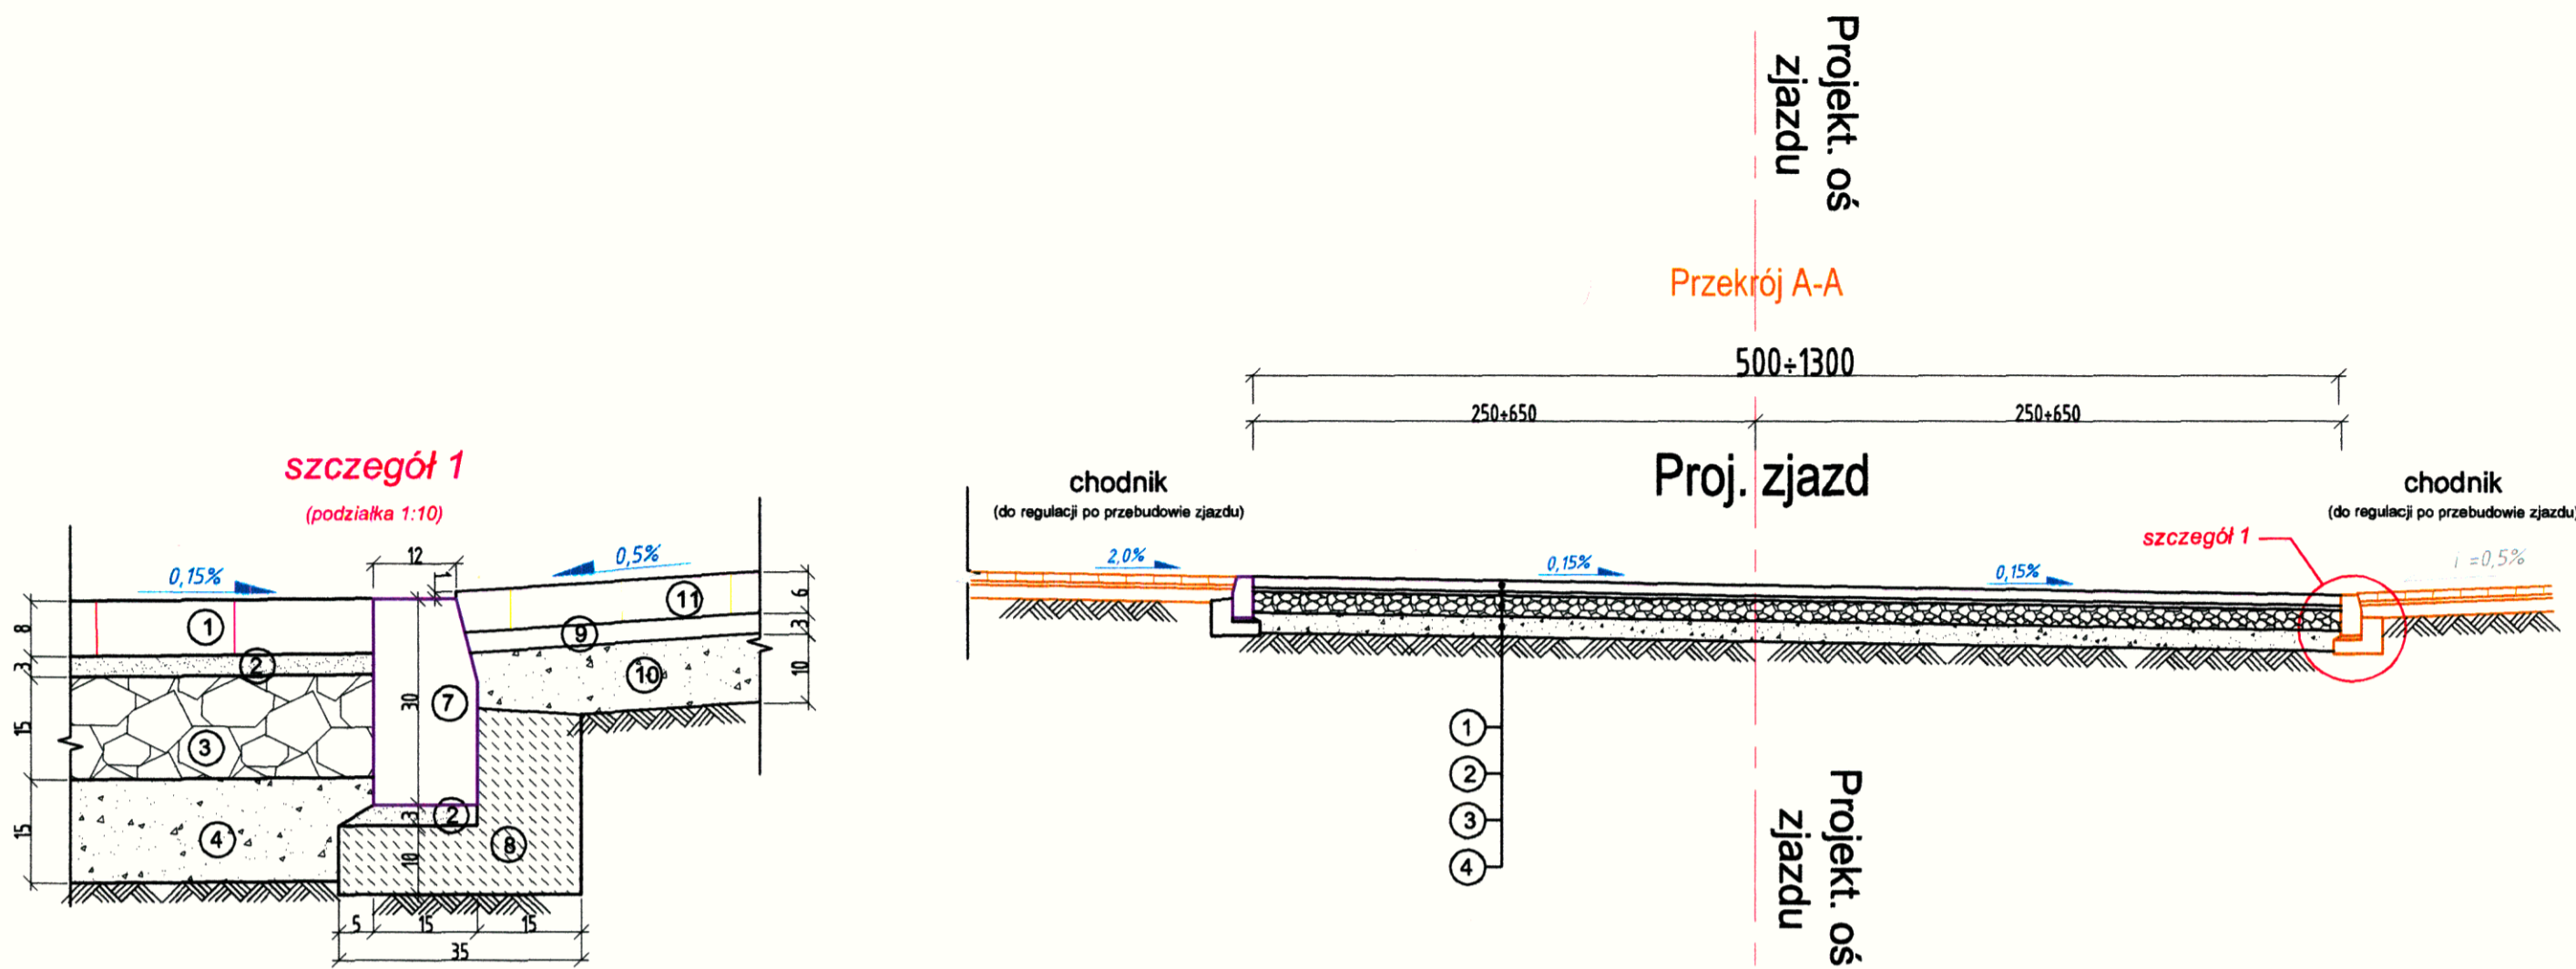 szczegół 1
(podziałka 1:10)
0,15%
12
1
0,5%
8
3
15
15
1
2
3
4
30
3
10
7
2
8
9
10
11
6
3
10
5
15
15
35
Projekt. oś
zjazdu
Przekrój A-A
500÷1300
250÷650
250÷650
Proj. zjazd
chodnik
(do regulacji po przebudowie zjazdu)
2,0%
0,15%
0,15%
szczegół 1
chodnik
(do regulacji po przebudowie zjazdu)
i =0,5%
1
2
3
4
Projekt. oś
zjazdu